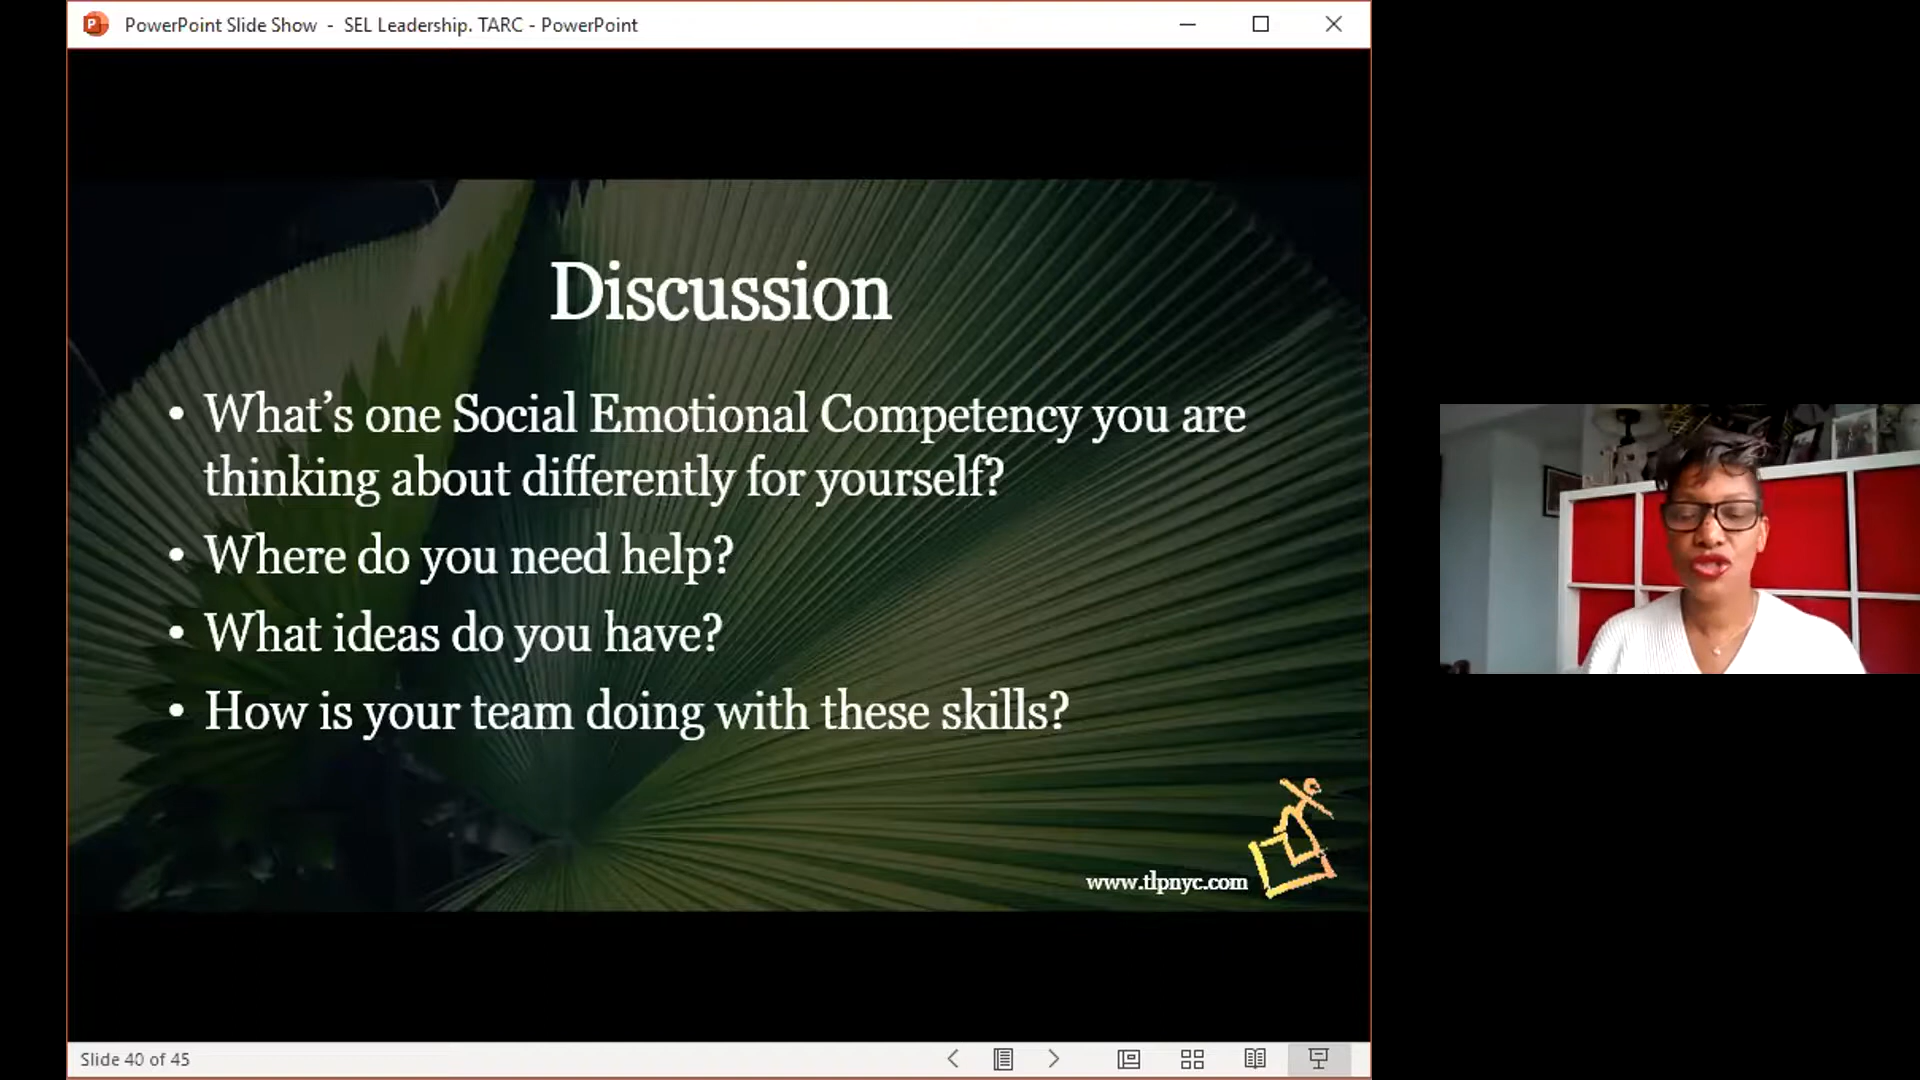 PowerPoint Slide Show - SEL Leadership. TARC - PowerPoint
Discussion
• What’s one Social Emotional Competency you are
thinking about differently for yourself?
• Where do you need help?
• What ideas do you have?
• How is your team doing with these skills?
www.tlpnyc.com
Slide 40 of 45